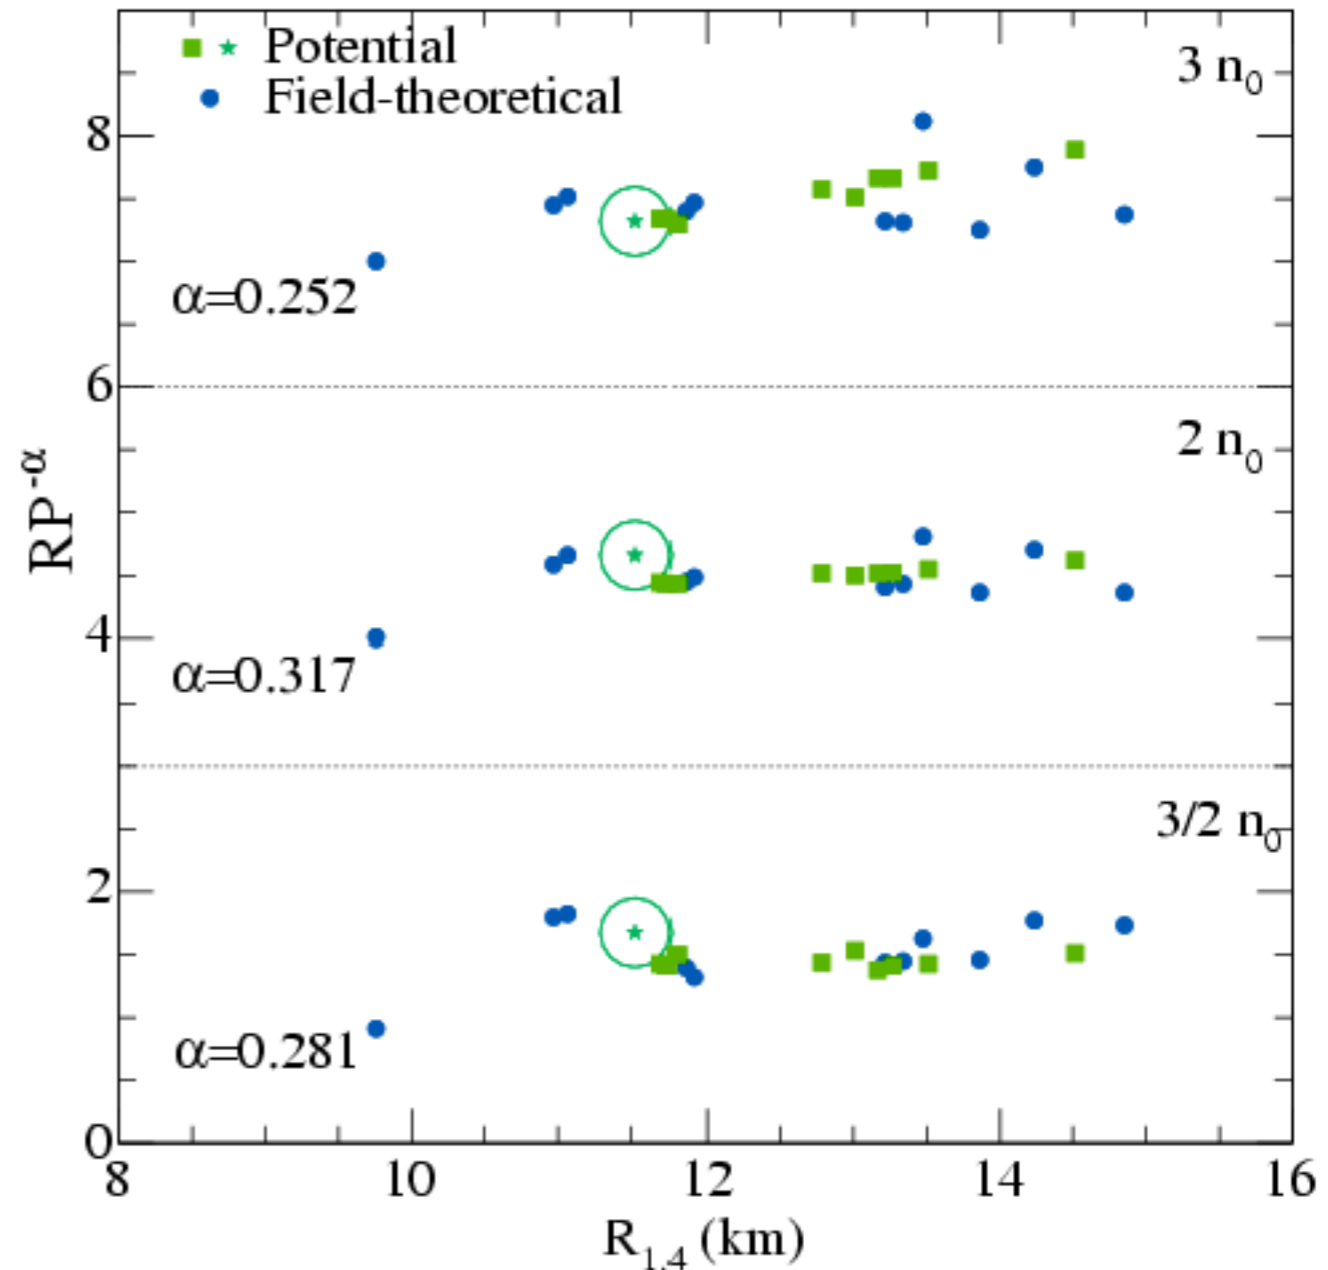 Potential
Field-theoretical
3 n₀
8
α=0.252
6
2 n₀
RP⁻ᵅ
4
α=0.317
3/2 n₀
2
α=0.281
0
8 10 12 14 16
R₁.₄ (km)